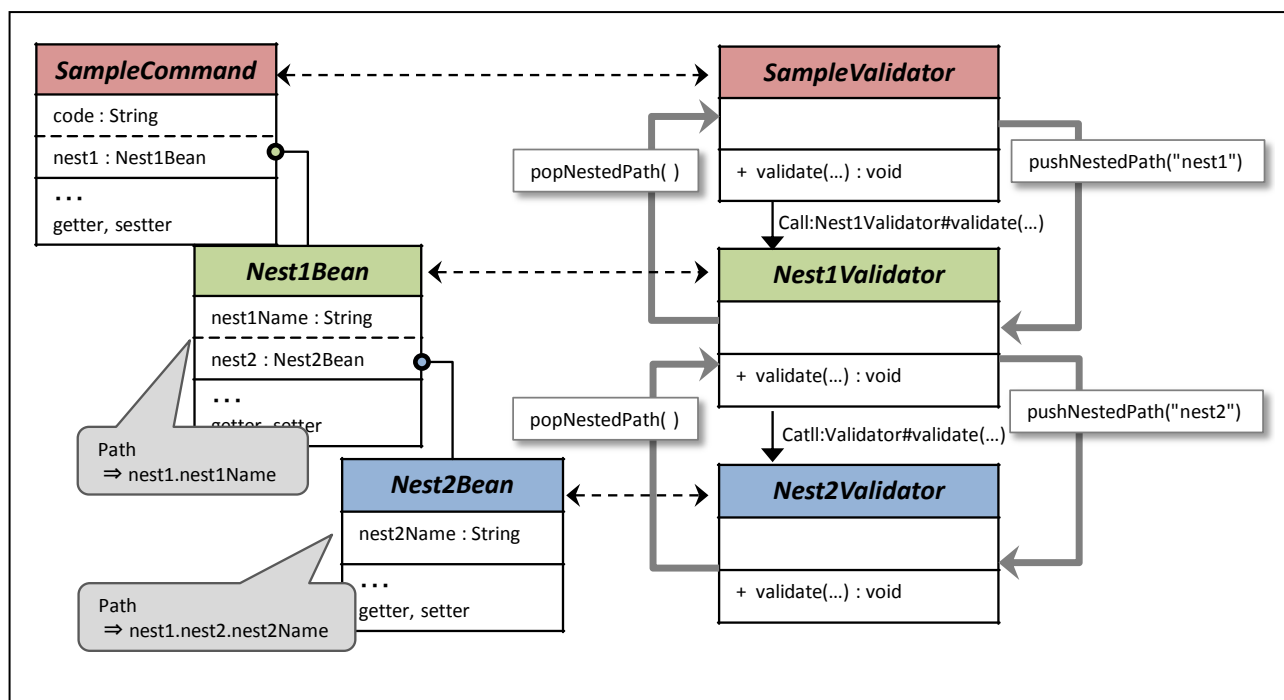 SampleCommand
code : String
nest1 : Nest1Bean
...
getter, sestter
Nest1Bean
nest1Name : String
nest2 : Nest2Bean
...
getter, setter
Path
⇒ nest1.nest1Name
Nest2Bean
nest2Name : String
...
getter, setter
Path
⇒ nest1.nest2.nest2Name
SampleValidator
+ validate(...) : void
popNestedPath( )
pushNestedPath("nest1")
Call:Nest1Validator#validate(...)
Nest1Validator
+ validate(...) : void
popNestedPath( )
pushNestedPath("nest2")
Catll:Validator#validate(...)
Nest2Validator
+ validate(...) : void